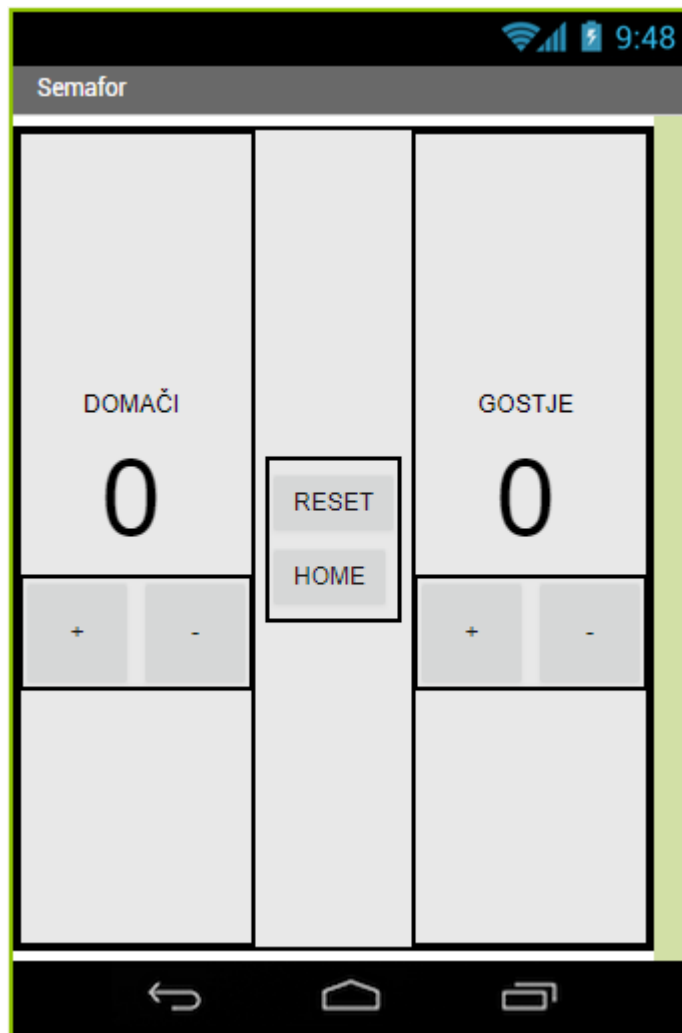 9:48
Semafor
DOMAČI
0
+ -
RESET
HOME
GOSTJE
0
+ -